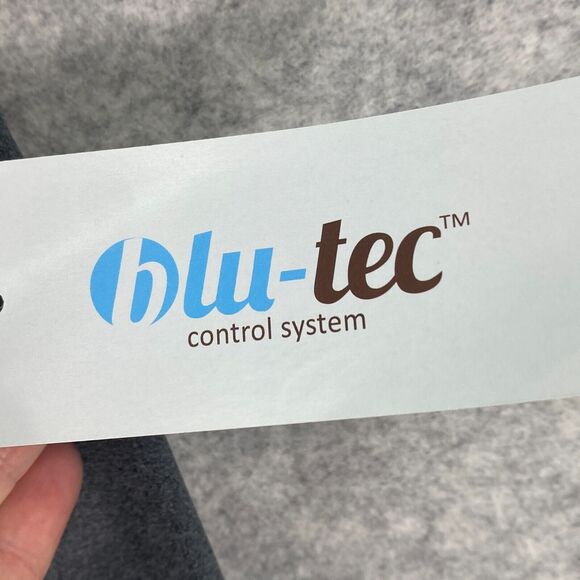 blu-tec™
control system